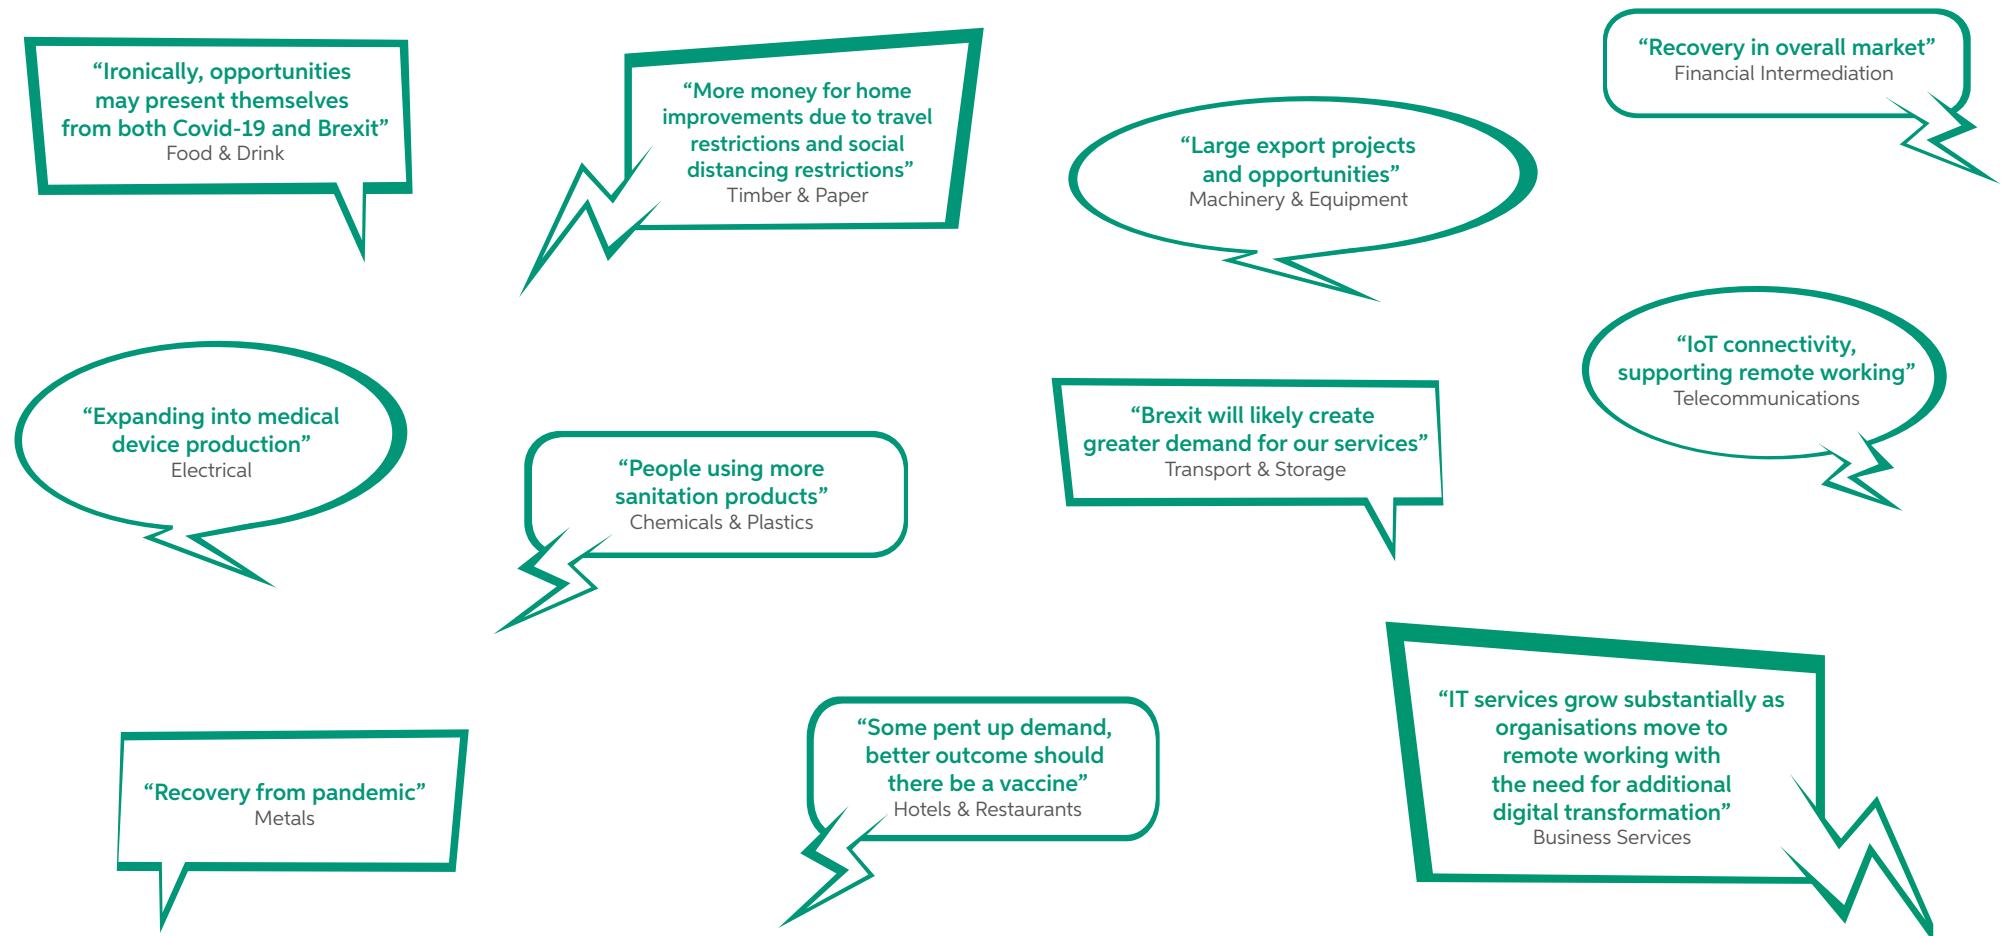 “Ironically, opportunities
may present themselves
from both Covid-19 and Brexit”
Food & Drink
“More money for home
improvements due to travel
restrictions and social
distancing restrictions”
Timber & Paper
“Large export projects
and opportunities”
Machinery & Equipment
“Recovery in overall market”
Financial Intermediation
“Expanding into medical
device production”
Electrical
“People using more
sanitation products”
Chemicals & Plastics
“Brexit will likely create
greater demand for our services”
Transport & Storage
“IoT connectivity,
supporting remote working”
Telecommunications
“Recovery from pandemic”
Metals
“Some pent up demand,
better outcome should
there be a vaccine”
Hotels & Restaurants
“IT services grow substantially as
organisations move to
remote working with
the need for additional
digital transformation”
Business Services